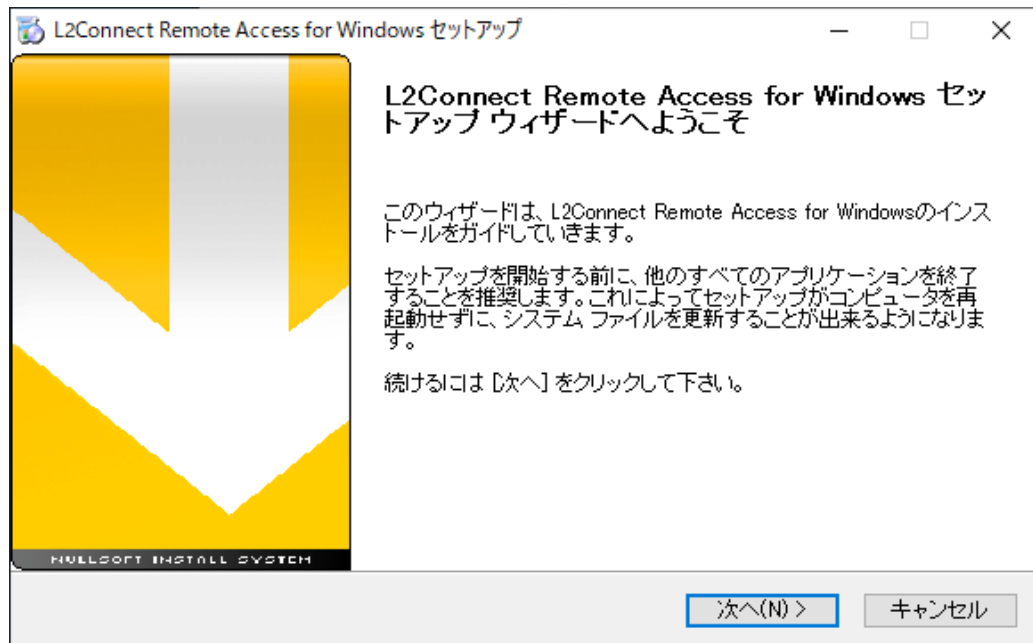 L2Connect Remote Access for Windows セットアップ
L2Connect Remote Access for Windows セッ
トアップ ウィザードへようこそ
このウィザードは、L2Connect Remote Access for Windowsのインス
トールをガイドしていきます。
セットアップを開始する前に、他のすべてのアプリケーションを終了
することを推奨します。これによってセットアップがコンピュータを再
起動せずに、システム ファイルを更新することが出来るようになりま
す。
続けるには [次へ] をクリックして下さい。
NULLSOFT INSTALL SYSTEM
次へ(N) >
キャンセル